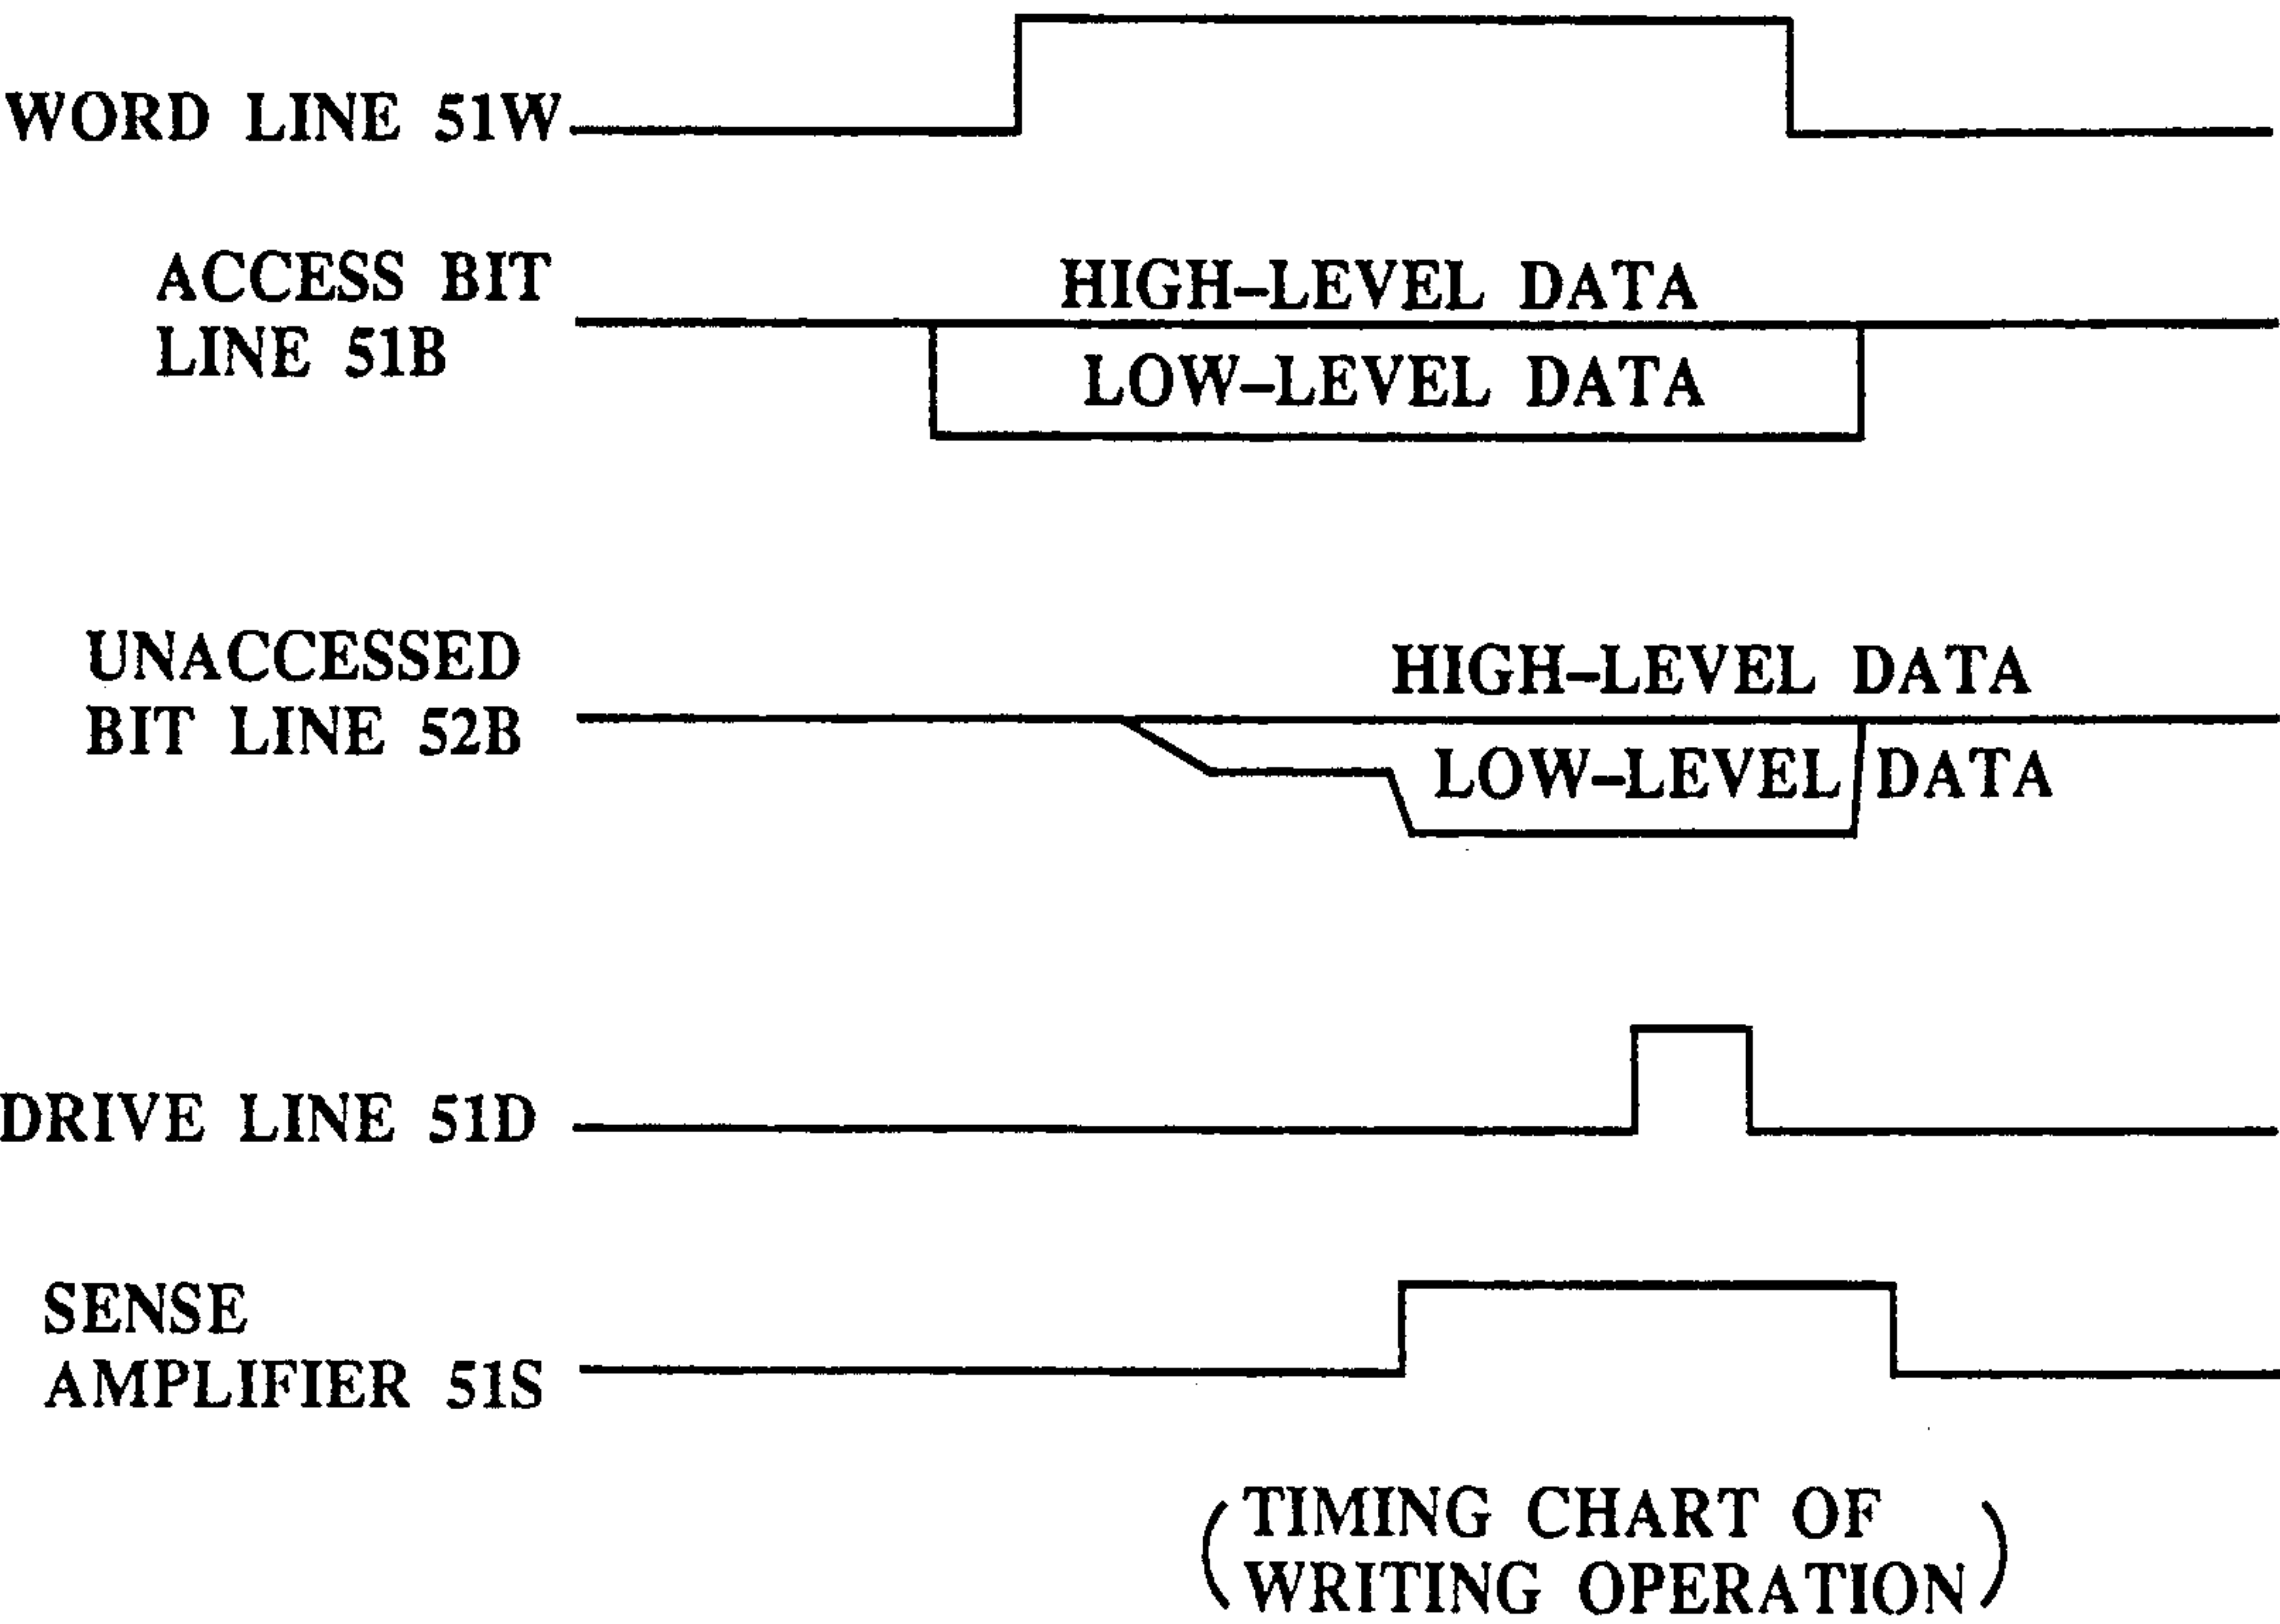 WORD LINE 51W
ACCESS BIT
LINE 51B
HIGH-LEVEL DATA
LOW-LEVEL DATA
UNACCESSED
BIT LINE 52B
HIGH-LEVEL DATA
LOW-LEVEL DATA
DRIVE LINE 51D
SENSE
AMPLIFIER 51S
(TIMING CHART OF
WRITING OPERATION)